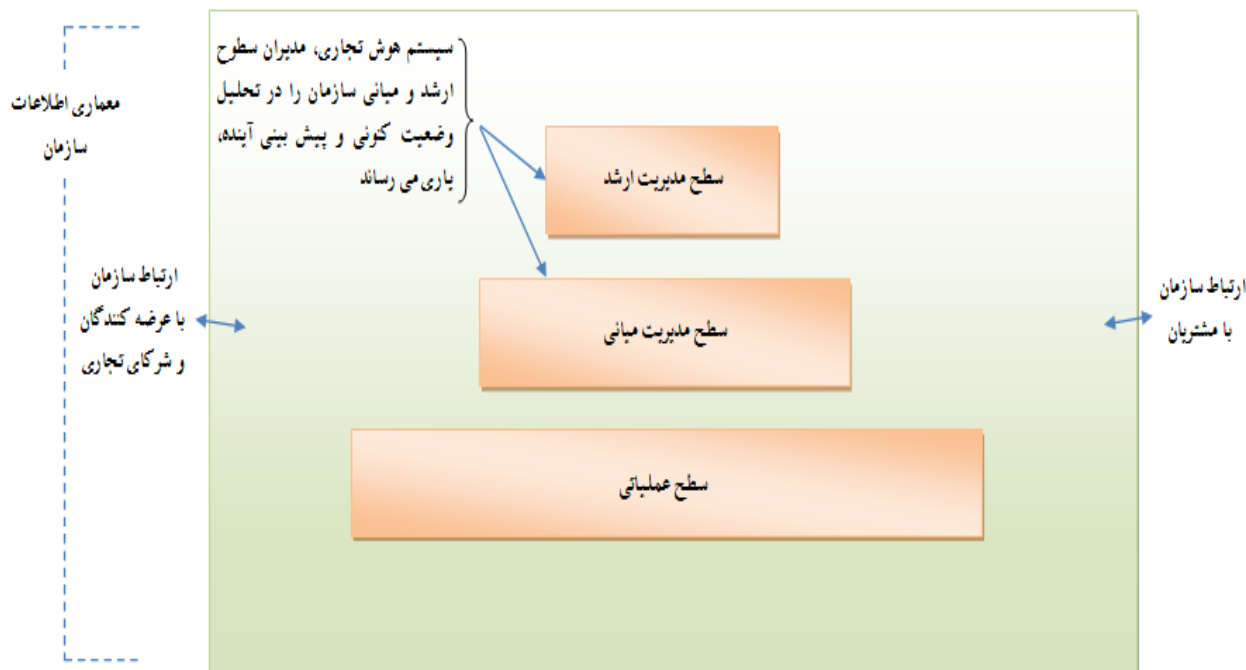 سیستم هوش تجاری، مدیران سطوح
ارشد و میانی سازمان را در تحلیل
وضعیت کنونی و پیش بینی آینده،
یاری می رساند
معماری اطلاعات
سازمان
سطح مدیریت ارشد
ارتباط سازمان
با مشتریان
سطح مدیریت میانی
ارتباط سازمان
با عرضه کنندگان
و شرکای تجاری
سطح عملیاتی